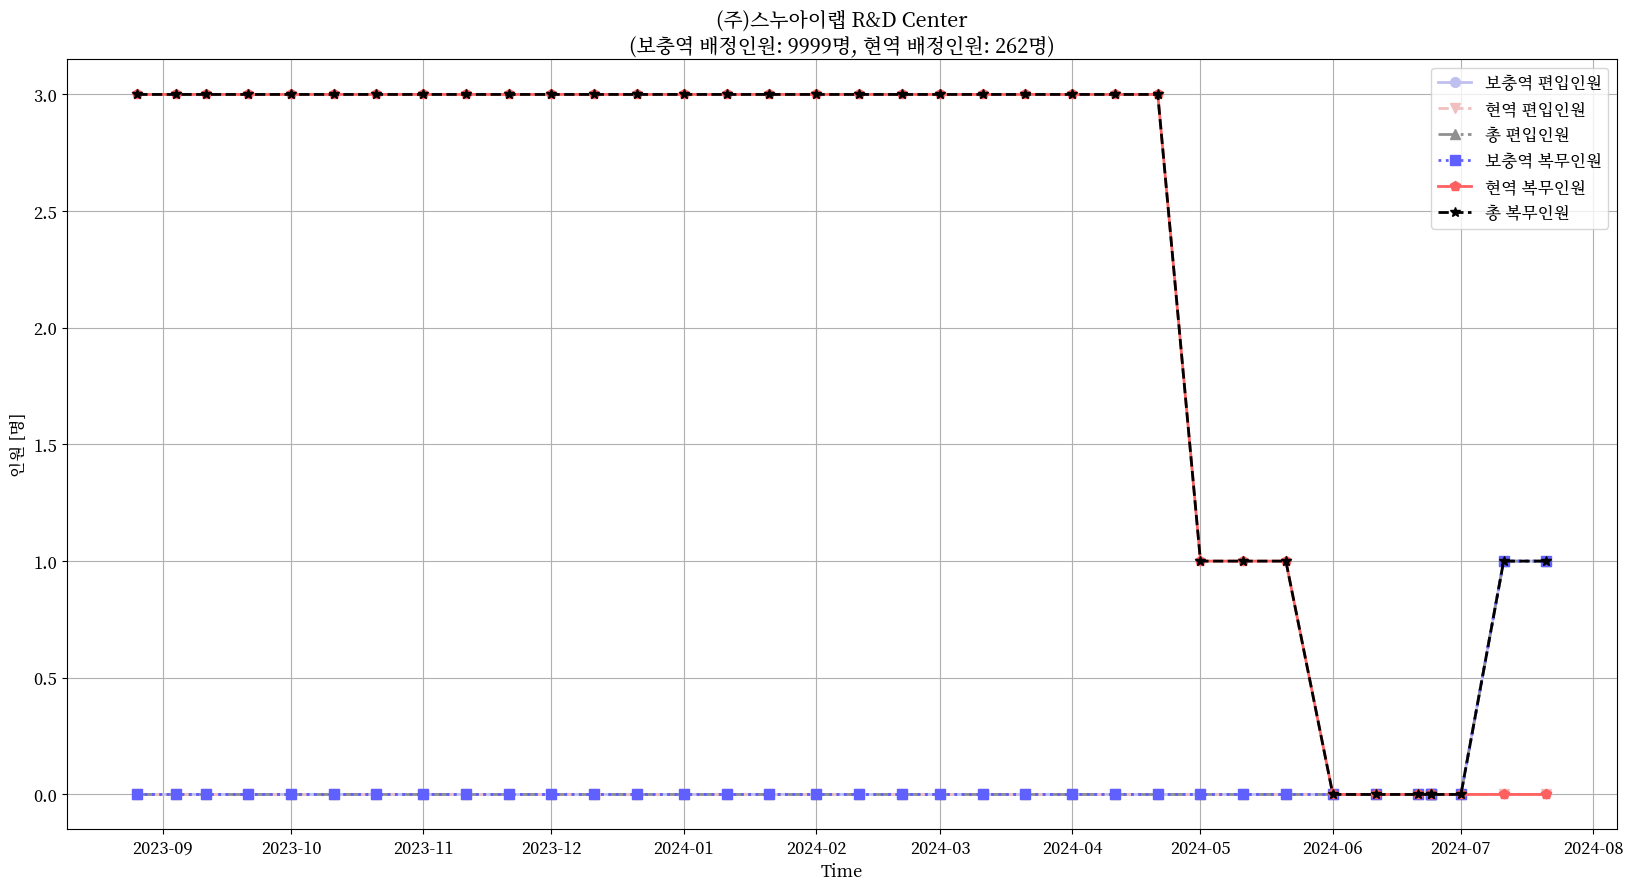 (주)스누아이랩 R&D Center
(보충역 배정인원: 9999명, 현역 배정인원: 262명)
보충역 편입인원
현역 편입인원
총 편입인원
보충역 복무인원
현역 복무인원
총 복무인원
인원 [명]
3.0
2.5
2.0
1.5
1.0
0.5
0.0
2023-09 2023-10 2023-11 2023-12 2024-01 2024-02 2024-03 2024-04 2024-05 2024-06 2024-07 2024-08
Time